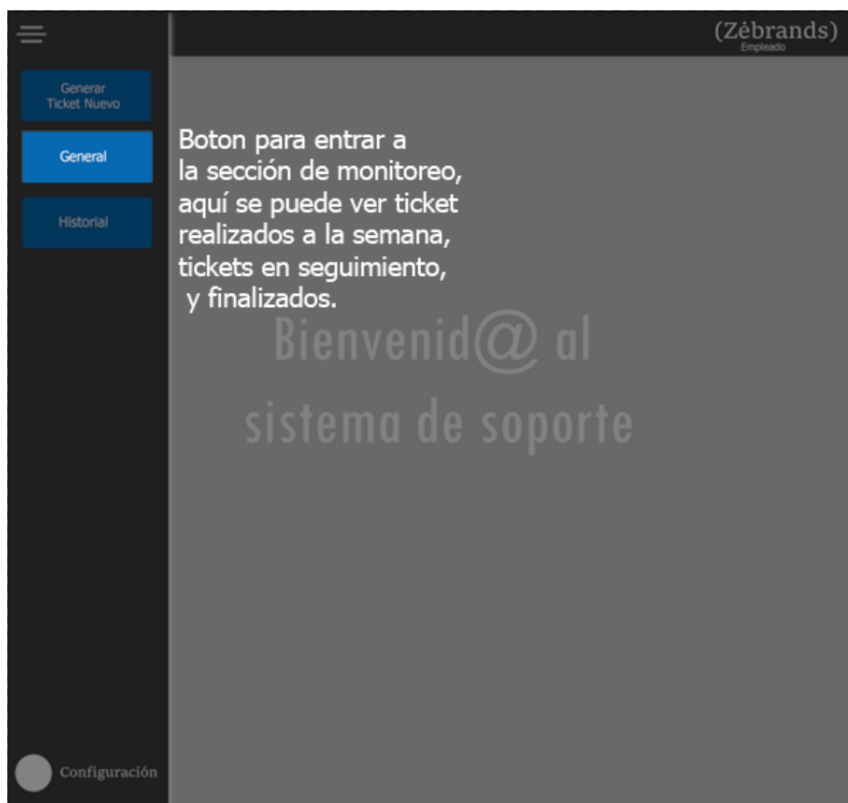 (Zėbrands)
Empleado
Generar
Ticket Nuevo
General
Historial
Boton para entrar a
la sección de monitoreo,
aquí se puede ver ticket
realizados a la semana,
tickets en seguimiento,
y finalizados.
Bienvenid@ al
sistema de soporte
Configuración